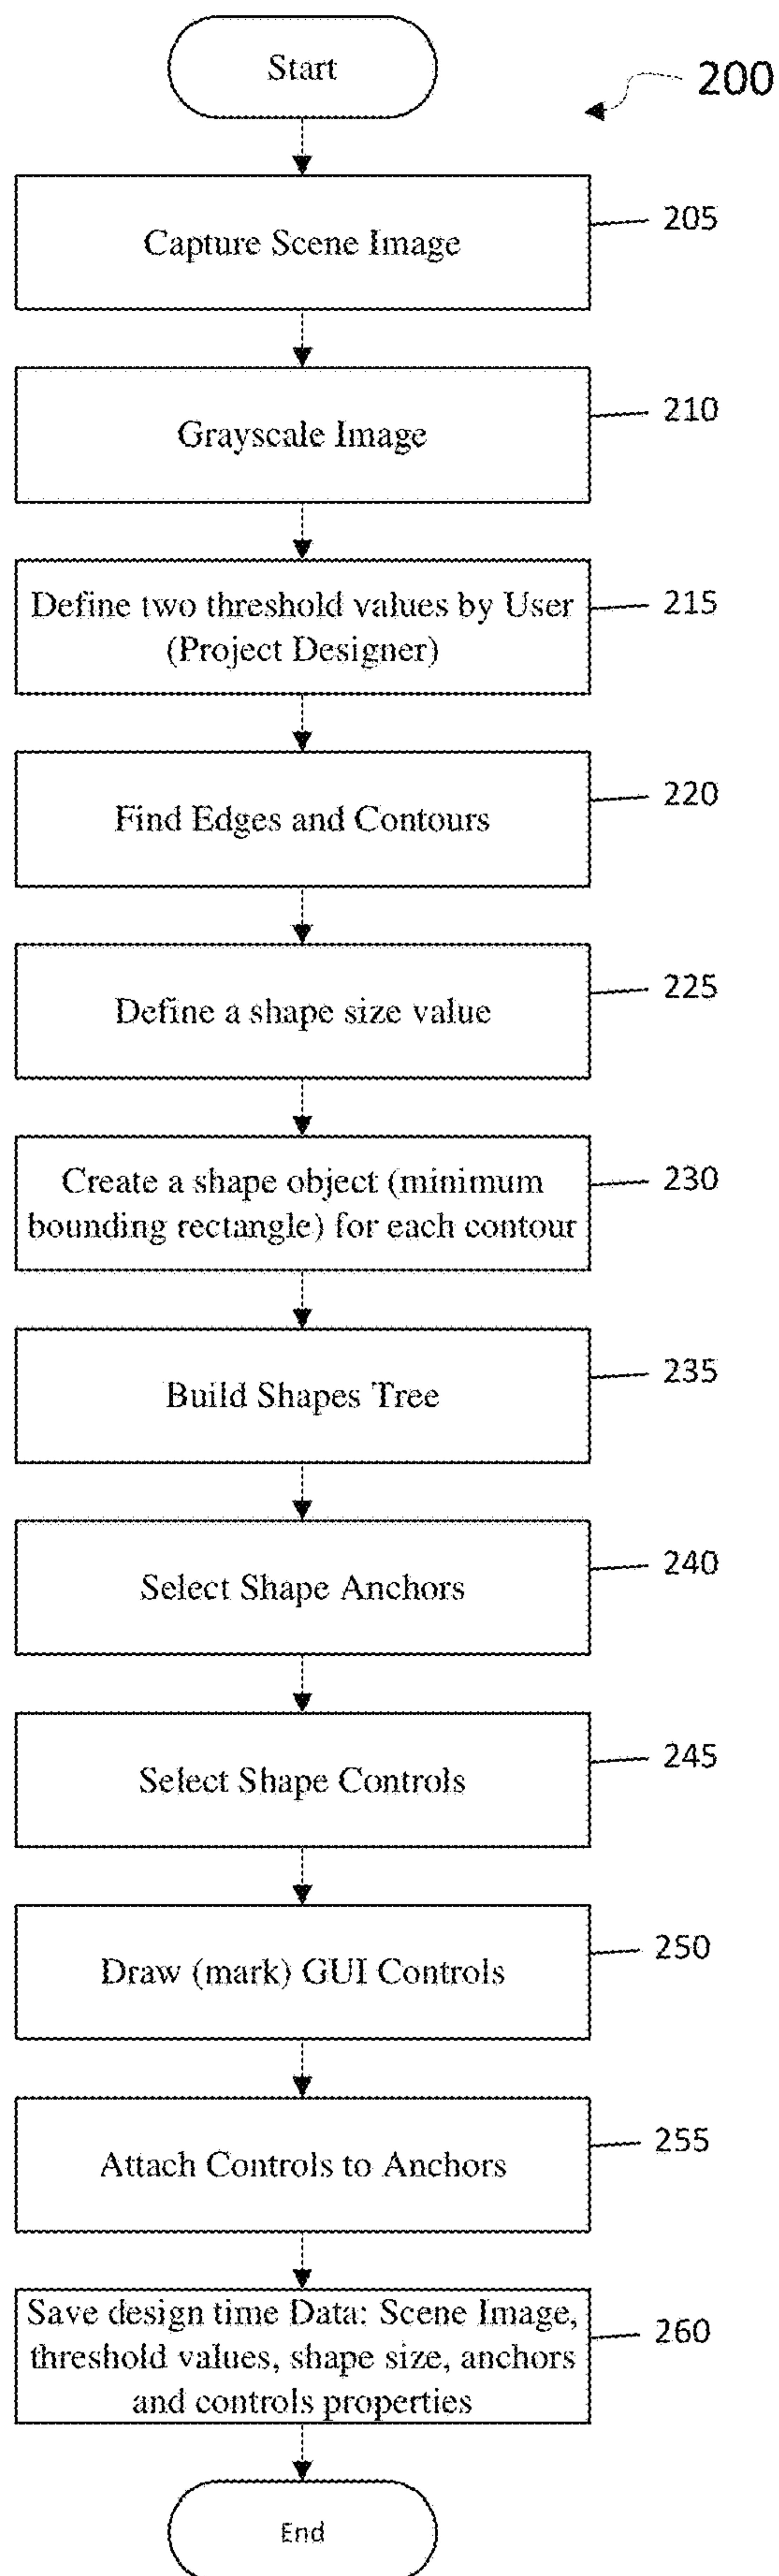 Start
200
Capture Scene Image
205
Grayscale Image
210
Define two threshold values by User
(Project Designer)
215
Find Edges and Contours
220
Define a shape size value
225
Create a shape object (minimum
bounding rectangle) for each contour
230
Build Shapes Tree
235
Select Shape Anchors
240
Select Shape Controls
245
Draw (mark) GUI Controls
250
Attach Controls to Anchors
255
Save design time Data: Scene Image,
threshold values, shape size, anchors
and controls properties
260
End